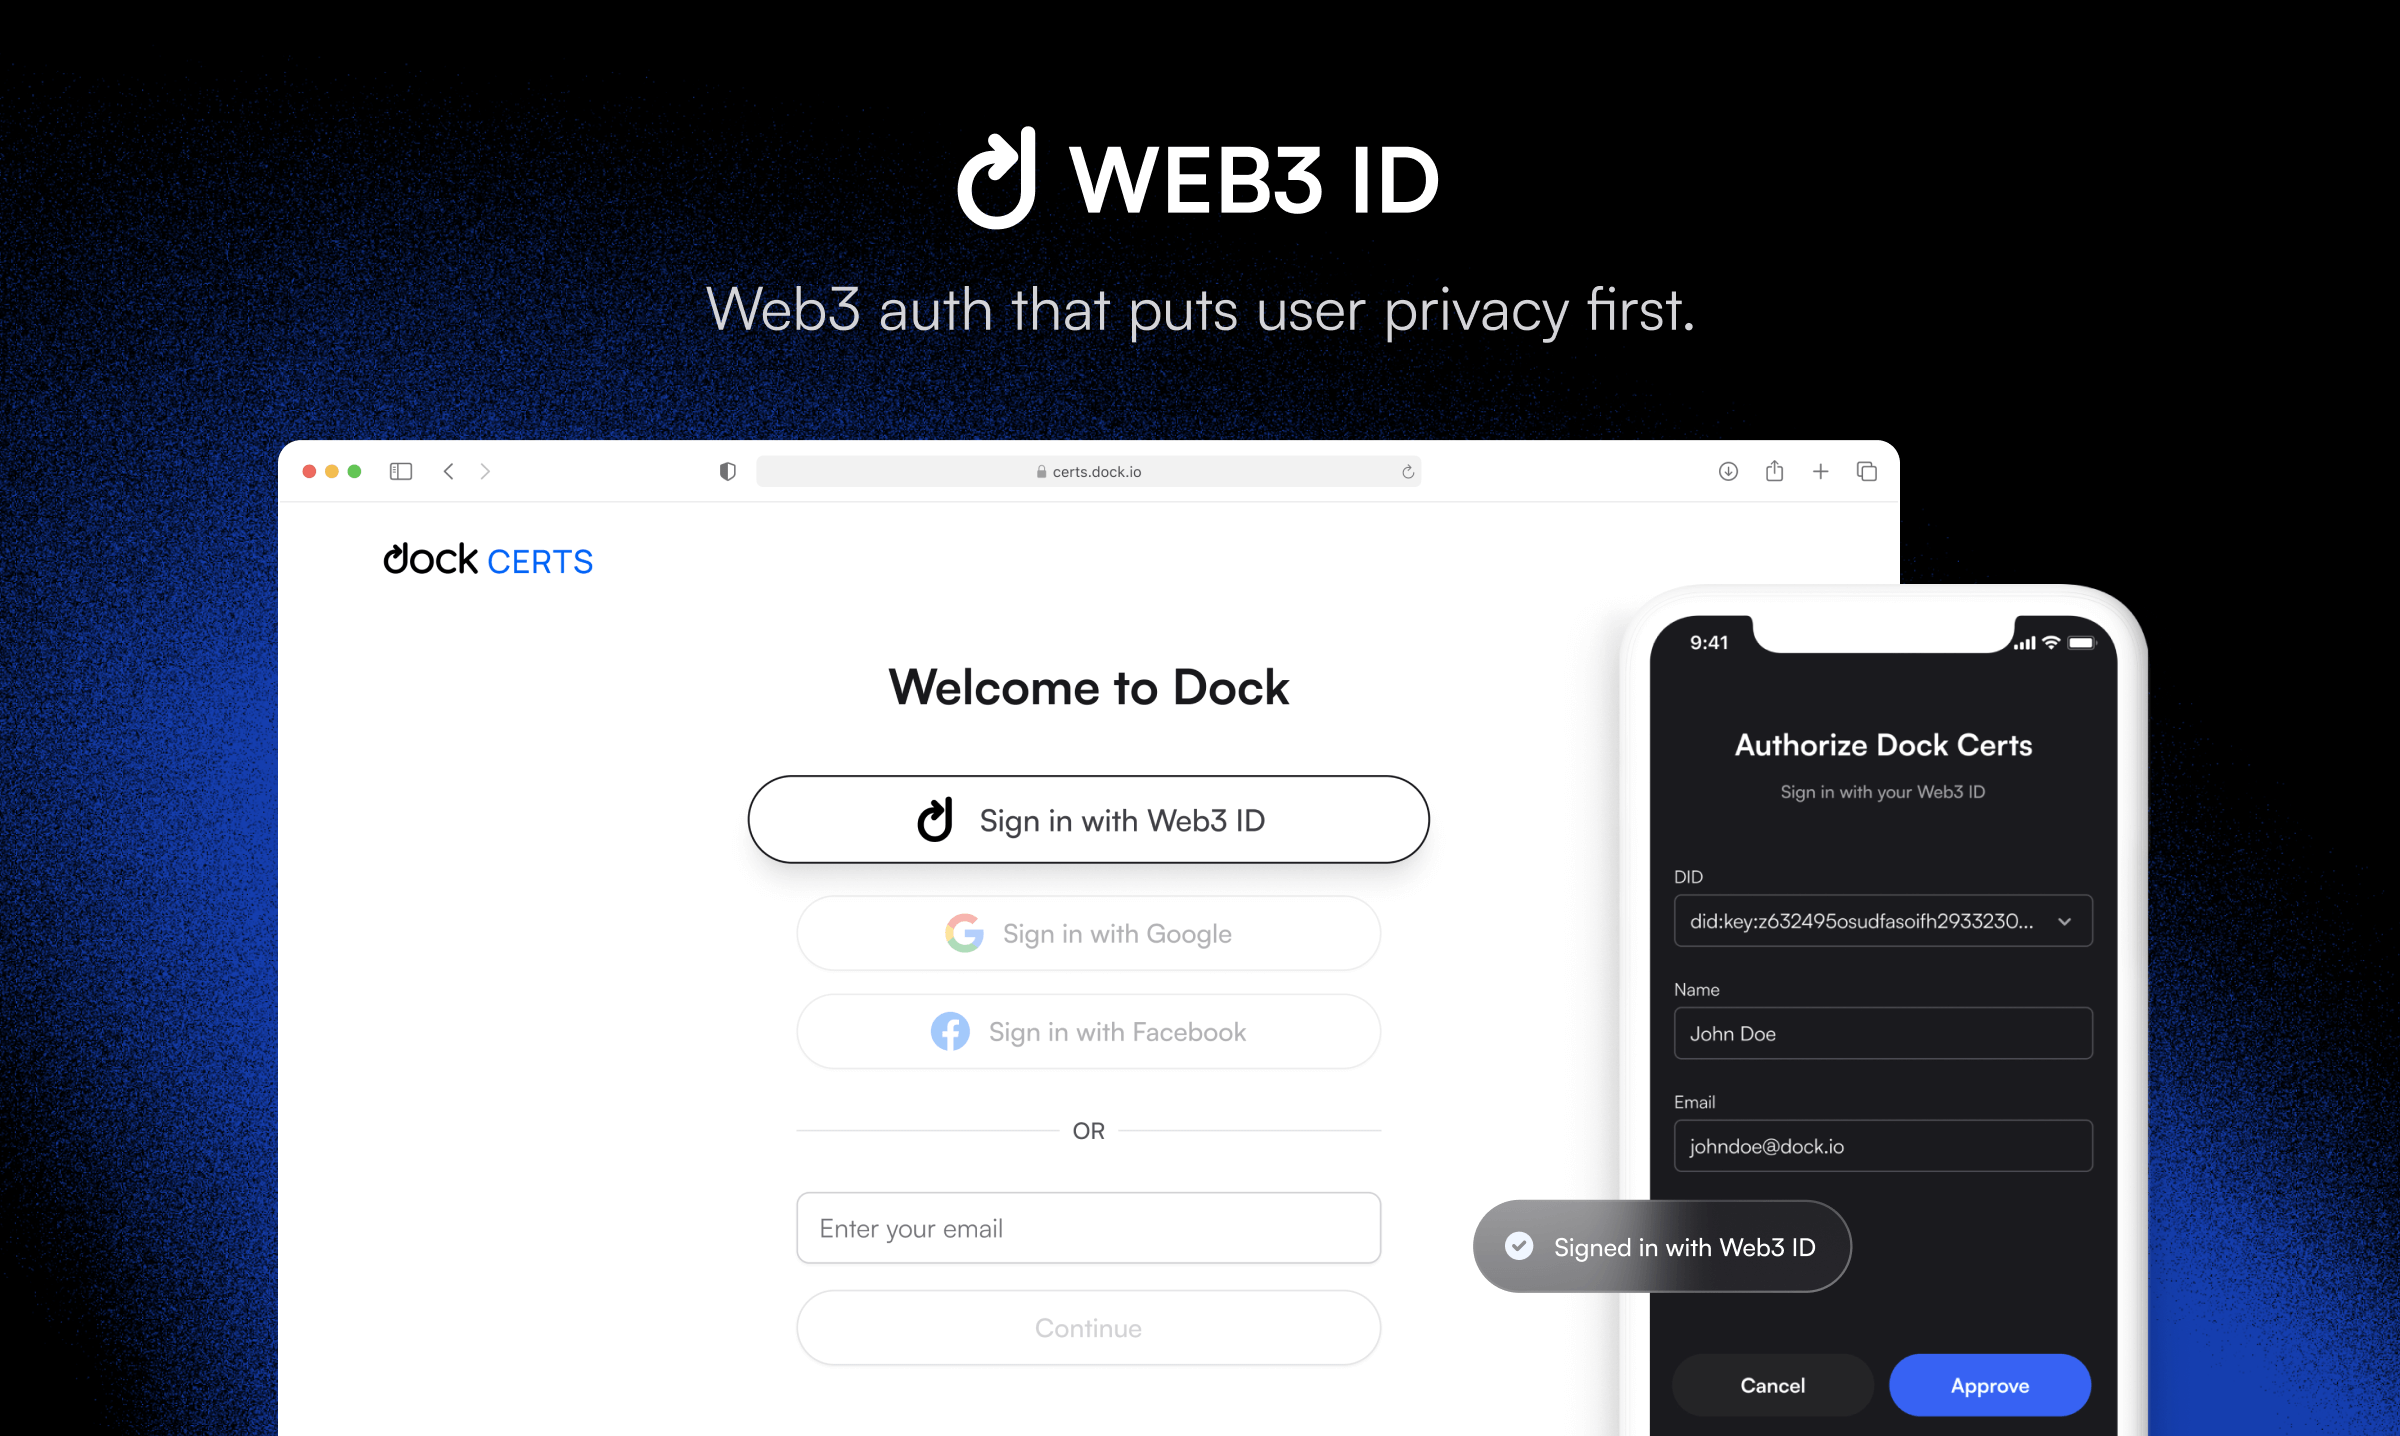 WEB3 ID
Web3 auth that puts user privacy first.
certs.dock.io
dock CERTS
Welcome to Dock
Sign in with Web3 ID
Sign in with Google
Sign in with Facebook
OR
Enter your email
Continue
9:41
Authorize Dock Certs
Sign in with your Web3 ID
DID
did:key:z632495osudfasoifh2933230...
Name
John Doe
Email
johndoe@dock.io
Signed in with Web3 ID
Cancel
Approve